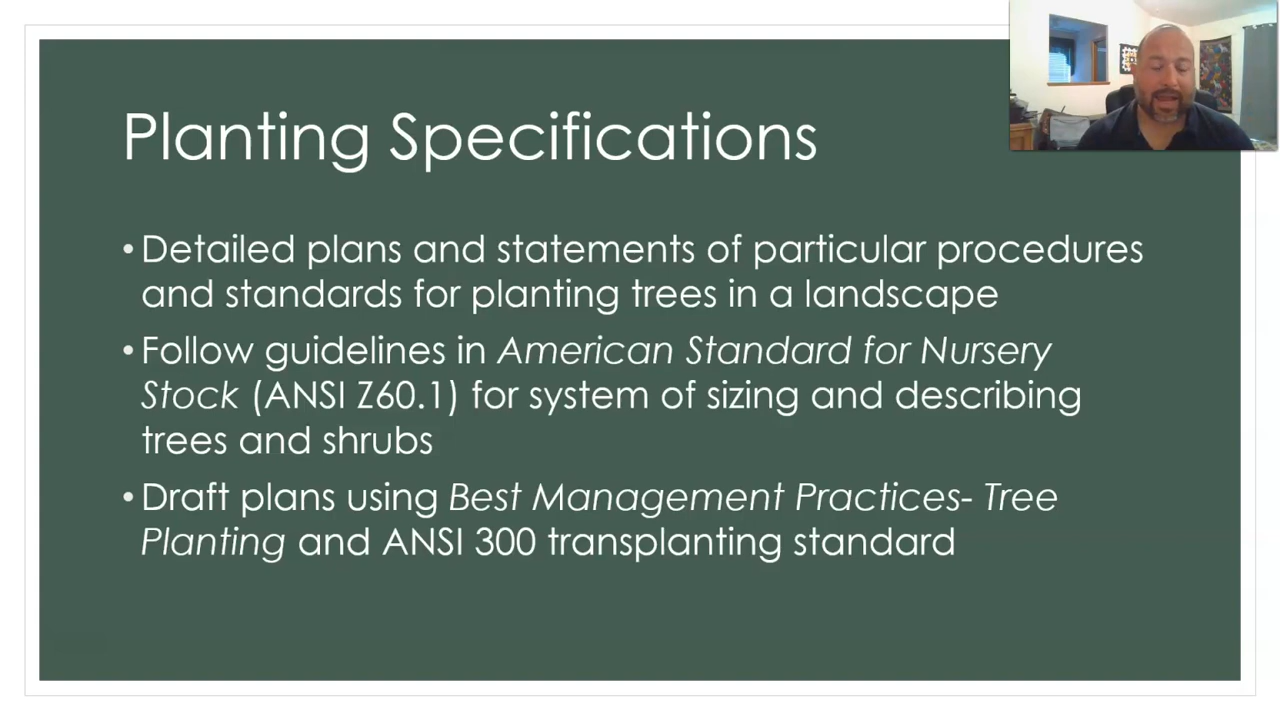 Planting Specifications
• Detailed plans and statements of particular procedures
and standards for planting trees in a landscape
• Follow guidelines in American Standard for Nursery
Stock (ANSI Z60.1) for system of sizing and describing
trees and shrubs
• Draft plans using Best Management Practices- Tree
Planting and ANSI 300 transplanting standard